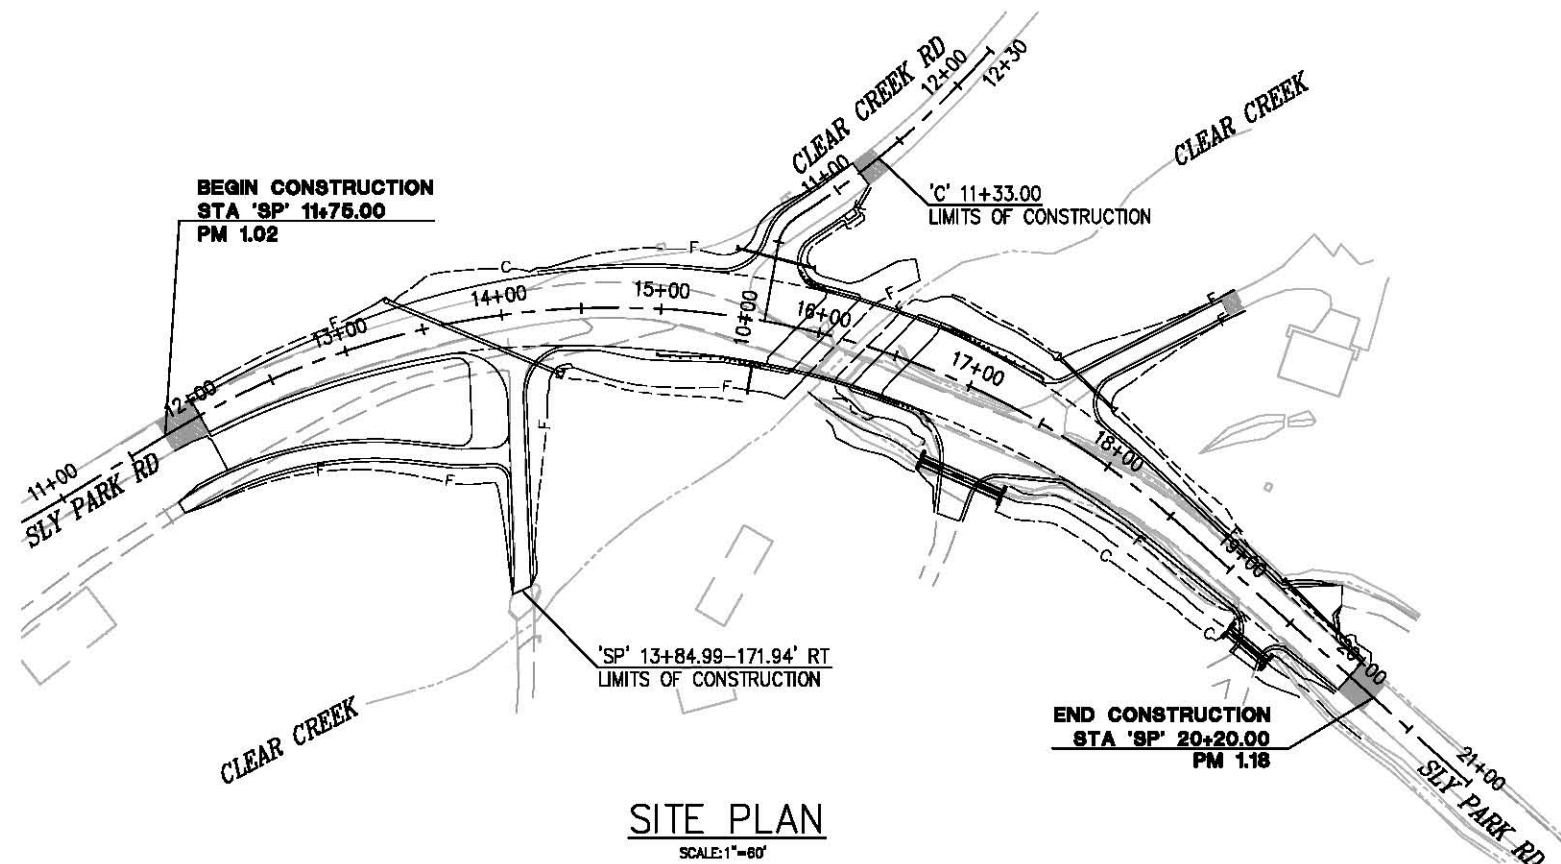 CLEAR CREEK RD
12+00
12+30
CLEAR CREEK
11+00
BEGIN CONSTRUCTION
STA 'SP' 11+75.00
PM 1.02
'C' 11+33.00
LIMITS OF CONSTRUCTION
F
F
C
F
F
F
14+00
15+00
10+00
16+00
13+00
F
17+00
F
12+00
F
18+00
11+00
SLY PARK RD
F
F
F
F
19+00
C
C
20+00
'SP' 13+84.99-171.94' RT
LIMITS OF CONSTRUCTION
CLEAR CREEK
END CONSTRUCTION
STA 'SP' 20+20.00
PM 1.18
21+00
SLY PARK RD
SITE PLAN
SCALE:1"=60'